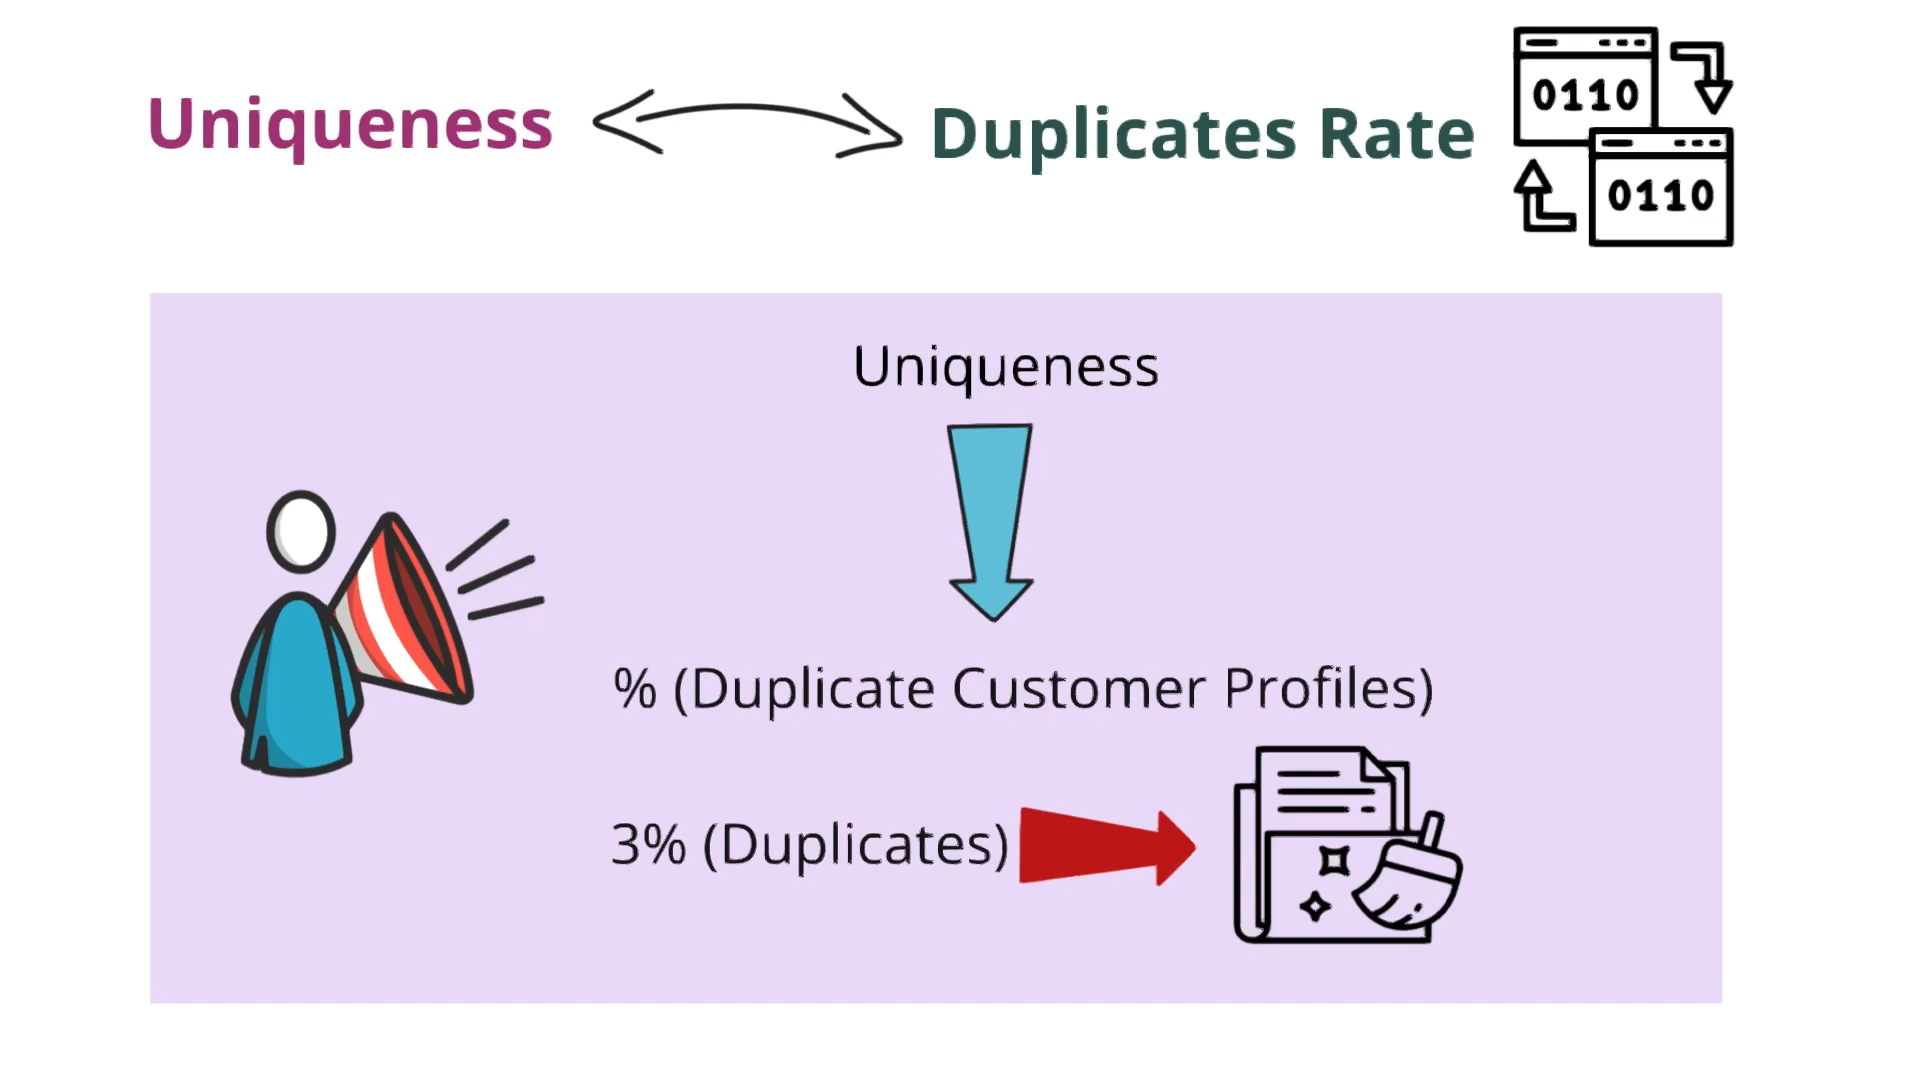 Uniqueness
Duplicates Rate
0110
0110
Uniqueness
% (Duplicate Customer Profiles)
3% (Duplicates)